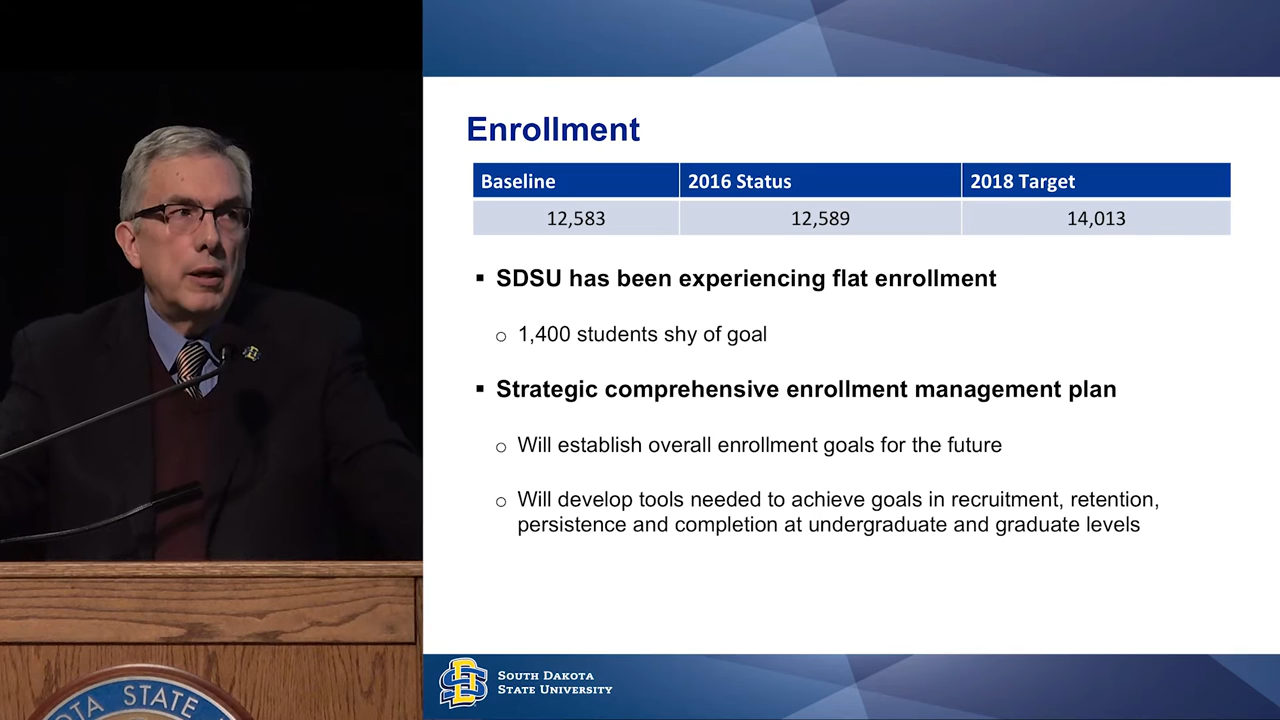 Enrollment
Baseline 2016 Status 2018 Target
12,583 12,589 14,013
▪ SDSU has been experiencing flat enrollment
o 1,400 students shy of goal
▪ Strategic comprehensive enrollment management plan
o Will establish overall enrollment goals for the future
o Will develop tools needed to achieve goals in recruitment, retention,
persistence and completion at undergraduate and graduate levels
SOUTH DAKOTA
STATE UNIVERSITY
OTA STATE